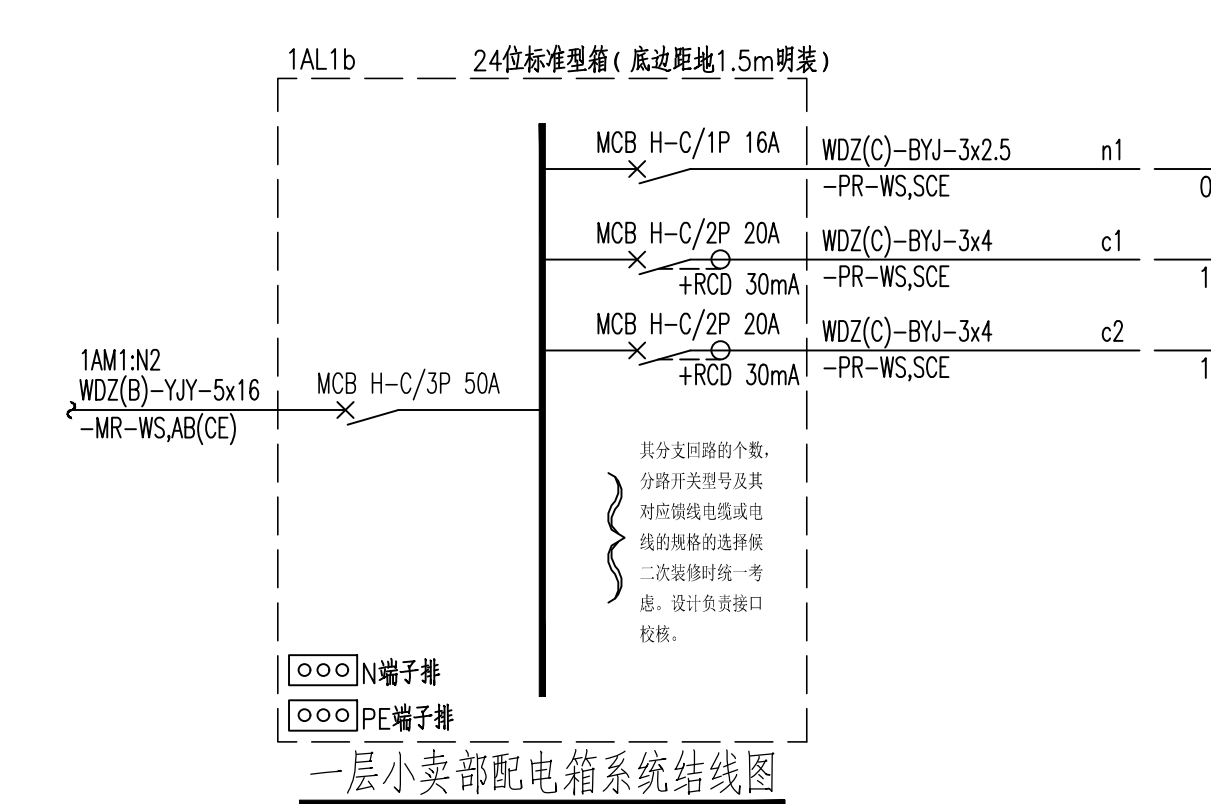 1AL1b
24位标准型箱(底边距地1.5m明装)
MCB H-C/1P 16A
WDZ(C)-BYJ-3x2.5
n1
-PR-WS,SCE
0
MCB H-C/2P 20A
WDZ(C)-BYJ-3x4
c1
+RCD 30mA
-PR-WS,SCE
1
MCB H-C/2P 20A
WDZ(C)-BYJ-3x4
c2
+RCD 30mA
-PR-WS,SCE
1
1AM1:N2
WDZ(B)-YJY-5x16
-MR-WS,AB(CE)
MCB H-C/3P 50A
其分支回路的个数，
分路开关型号及其
对应馈线电缆或电
线的规格的选择候
二次装修时统一考
虑。设计负责接口
校核。
N端子排
PE端子排
一层小卖部配电箱系统结线图